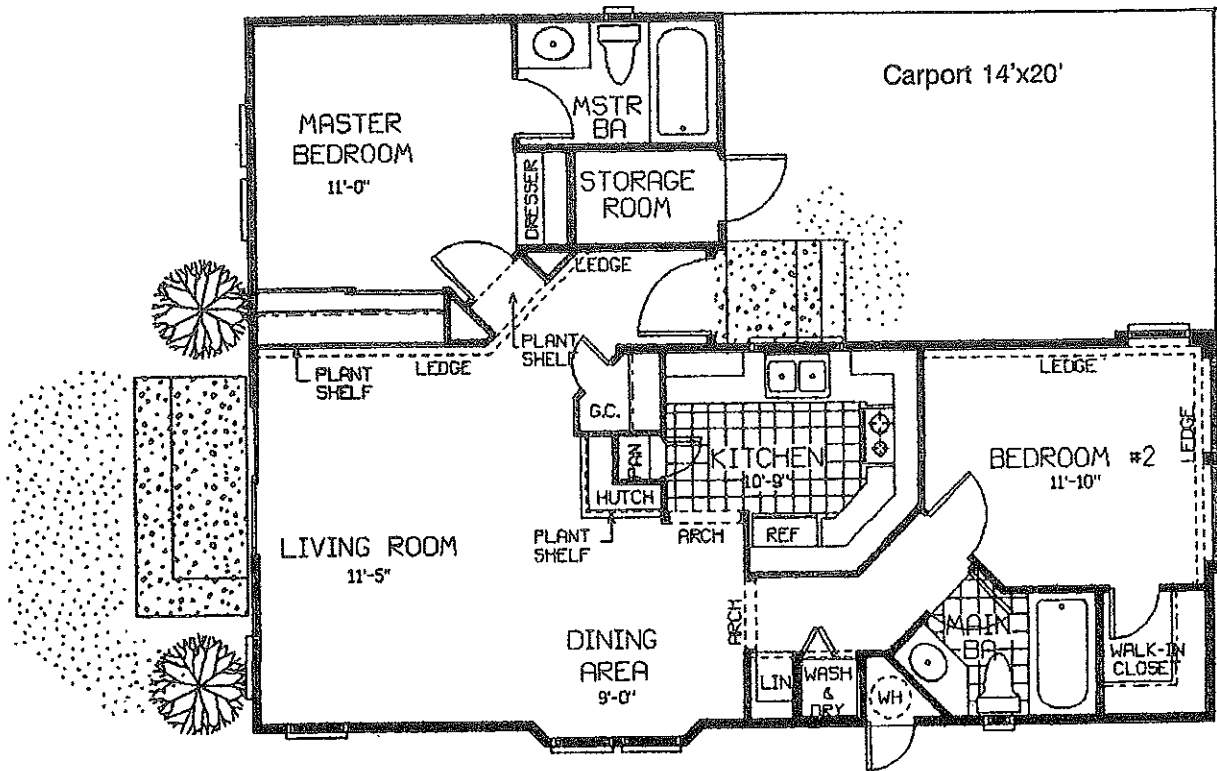 Carport 14'x20'
MSTR
BA
MASTER
BEDROOM
11'-0"
DRESSER
STORAGE
ROOM
LEDGE
PLANT
SHELF
LEDGE
PLANT
SHELF
LEDGE
LEDGE
G.C.
PAN
KITCHEN
10'-9"
BEDROOM #2
11'-10"
HUTCH
PLANT
SHELF
ARCH
REF
LIVING ROOM
11'-5"
ARCH
DINING
AREA
9'-0"
MAIN
BA
WALK-IN
CLOSET
LIN
WASH
&
DRY
WH